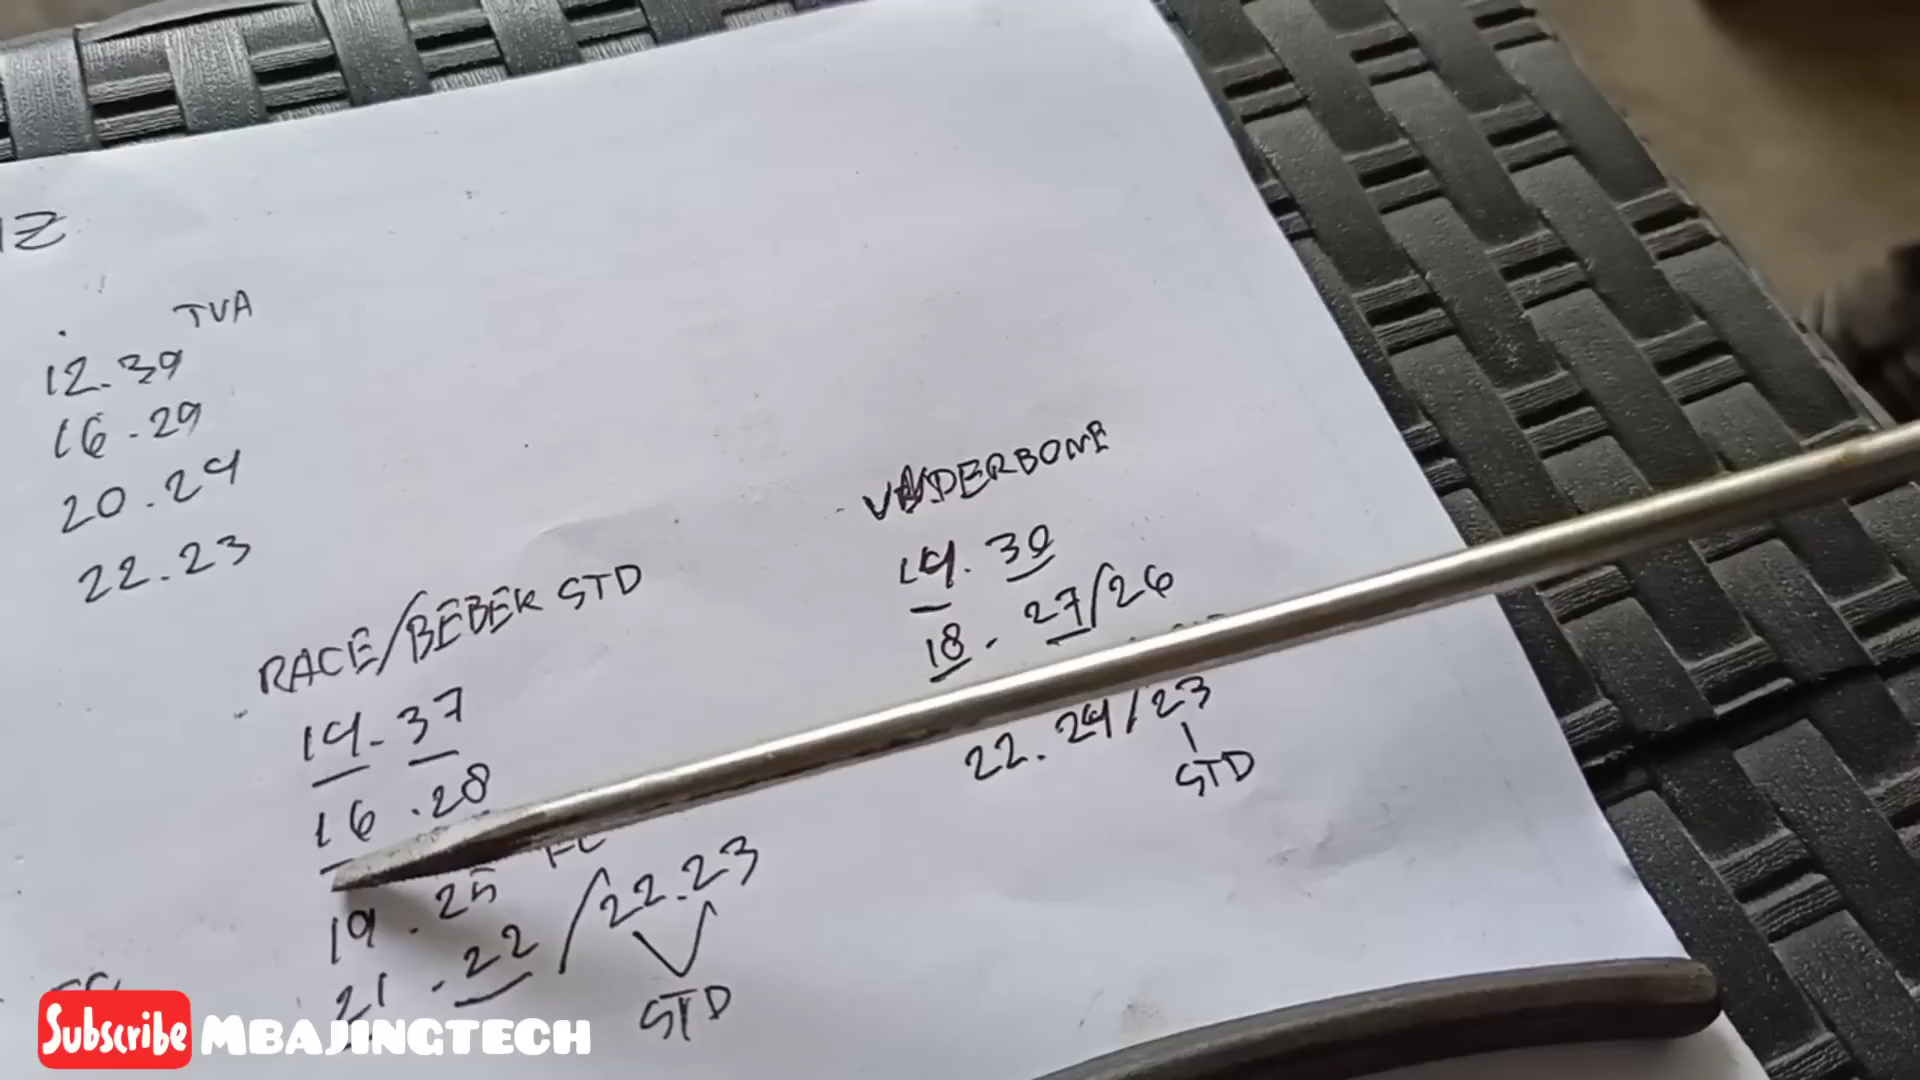 TVA
12.39
16.29
20.24
22.23
RACE/BEBEK STD
14.37
16.28
19.25
21.22/22.23
STD
UNDERBONE
14.30
18-27/26
22.24/23
STD
Subscribe MBAJINGTECH